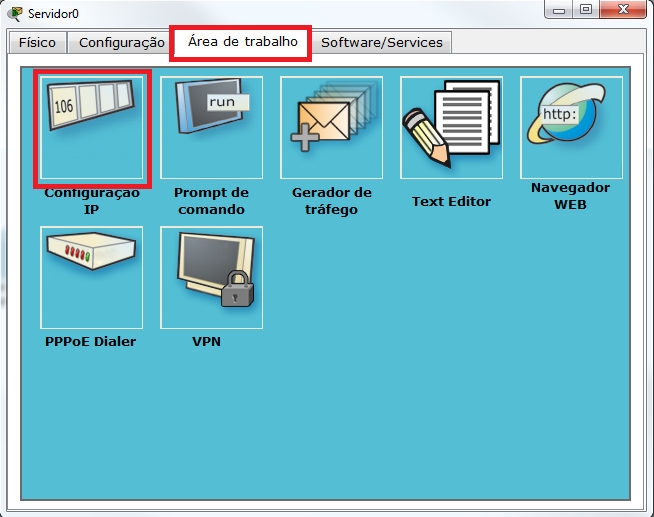 Servidor0
Físico Configuração Área de trabalho Software/Services
106
run
http:
Configuração
IP
Prompt de
comando
Gerador de
tráfego
Text Editor
Navegador
WEB
PPPoE Dialer
VPN